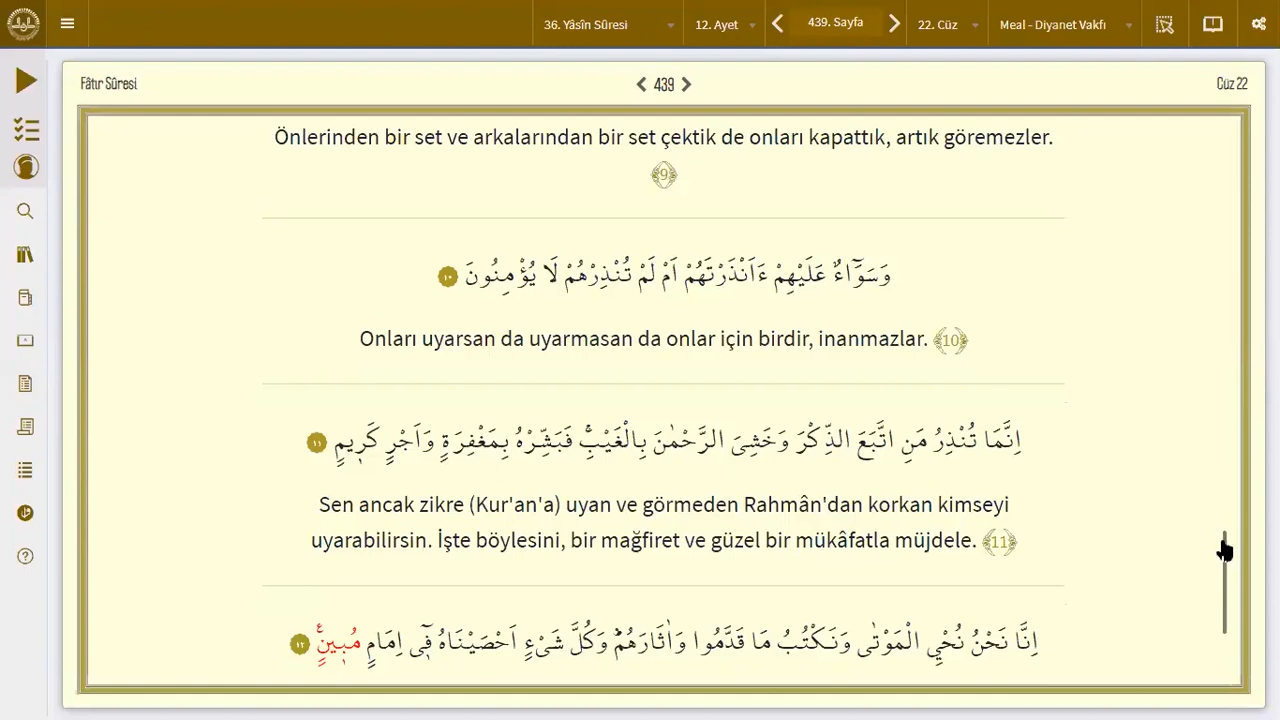 36. Yâsîn Sûresi
12. Ayet
439. Sayfa
22. Cüz
Meal - Diyanet Vakfı
Fâtır Sûresi
439
Cüz 22
Önlerinden bir set ve arkalarından bir set çektik de onları kapattık, artık göremezler.
9
وَسَوَٓاءٌ عَلَيْهِمْ ءَاَنْذَرْتَهُمْ اَمْ لَمْ تُنْذِرْهُمْ لَا يُؤْمِنُونَ ١٠
Onları uyarsan da uyarmasan da onlar için birdir, inanmazlar. 10
اِنَّمَا تُنْذِرُ مَنِ اتَّبَعَ الذِّكْرَ وَخَشِيَ الرَّحْمٰنَ بِالْغَيْبِۚ فَبَشِّرْهُ بِمَغْفِرَةٍ وَاَجْرٍ كَر۪يمٍ ١١
Sen ancak zikre (Kur'an'a) uyan ve görmeden Rahmân'dan korkan kimseyi
uyarabilirsin. İşte böylesini, bir mağfiret ve güzel bir mükâfatla müjdele. 11
اِنَّا نَحْنُ نُحْيِ الْمَوْتٰى وَنَكْتُبُ مَا قَدَّمُوا وَاٰثَارَهُمْۜ وَكُلَّ شَيْءٍ اَحْصَيْنَاهُ ف۪ٓي اِمَامٍ مُب۪ينٍ۟ ١٢